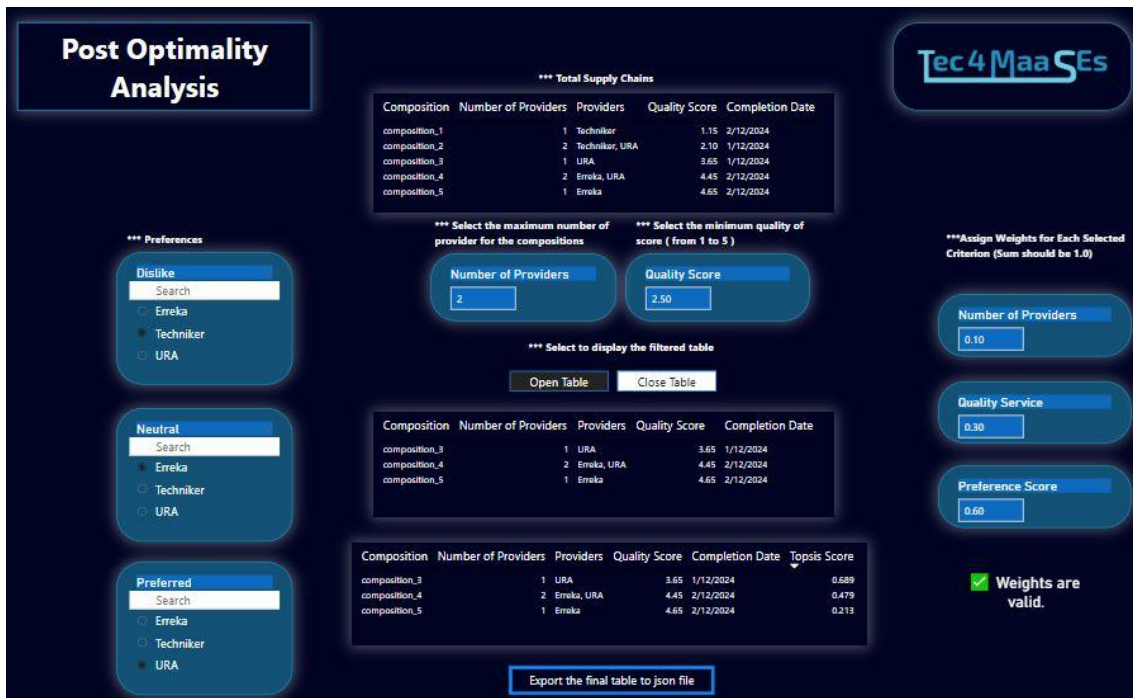 Post Optimality
Analysis
Tec4MaaSEs
*** Total Supply Chains
Composition Number of Providers Providers Quality Score Completion Date
composition_1 1 Techniker 1.15 2/12/2024
composition_2 2 Techniker, URA 2.10 1/12/2024
composition_3 1 URA 3.65 1/12/2024
composition_4 2 Erreka, URA 4.45 2/12/2024
composition_5 1 Erreka 4.65 2/12/2024
*** Select the maximum number of
provider for the compositions
Number of Providers
2
*** Select the minimum quality of
score ( from 1 to 5 )
Quality Score
2.50
*** Preferences
Dislike
Search
Erreka
Techniker
URA
Neutral
Search
Erreka
Techniker
URA
Preferred
Search
Erreka
Techniker
URA
*** Select to display the filtered table
Open Table Close Table
Composition Number of Providers Providers Quality Score Completion Date
composition_3 1 URA 3.65 1/12/2024
composition_4 2 Erreka, URA 4.45 2/12/2024
composition_5 1 Erreka 4.65 2/12/2024
Composition Number of Providers Providers Quality Score Completion Date Topsis Score
composition_3 1 URA 3.65 1/12/2024 0.689
composition_4 2 Erreka, URA 4.45 2/12/2024 0.479
composition_5 1 Erreka 4.65 2/12/2024 0.213
Export the final table to json file
***Assign Weights for Each Selected
Criterion (Sum should be 1.0)
Number of Providers
0.10
Quality Service
0.30
Preference Score
0.60
Weights are
valid.